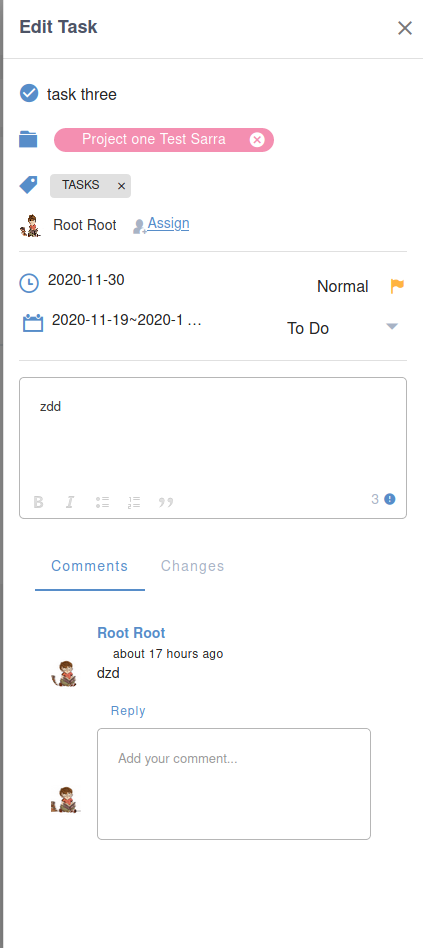 Edit Task
task three
Project one Test Sarra
TASKS ×
Root Root Assign
2020-11-30
Normal
2020-11-19~2020-1 ...
To Do
zdd
B I
3
Comments Changes
Root Root
about 17 hours ago
dzd
Reply
Add your comment...